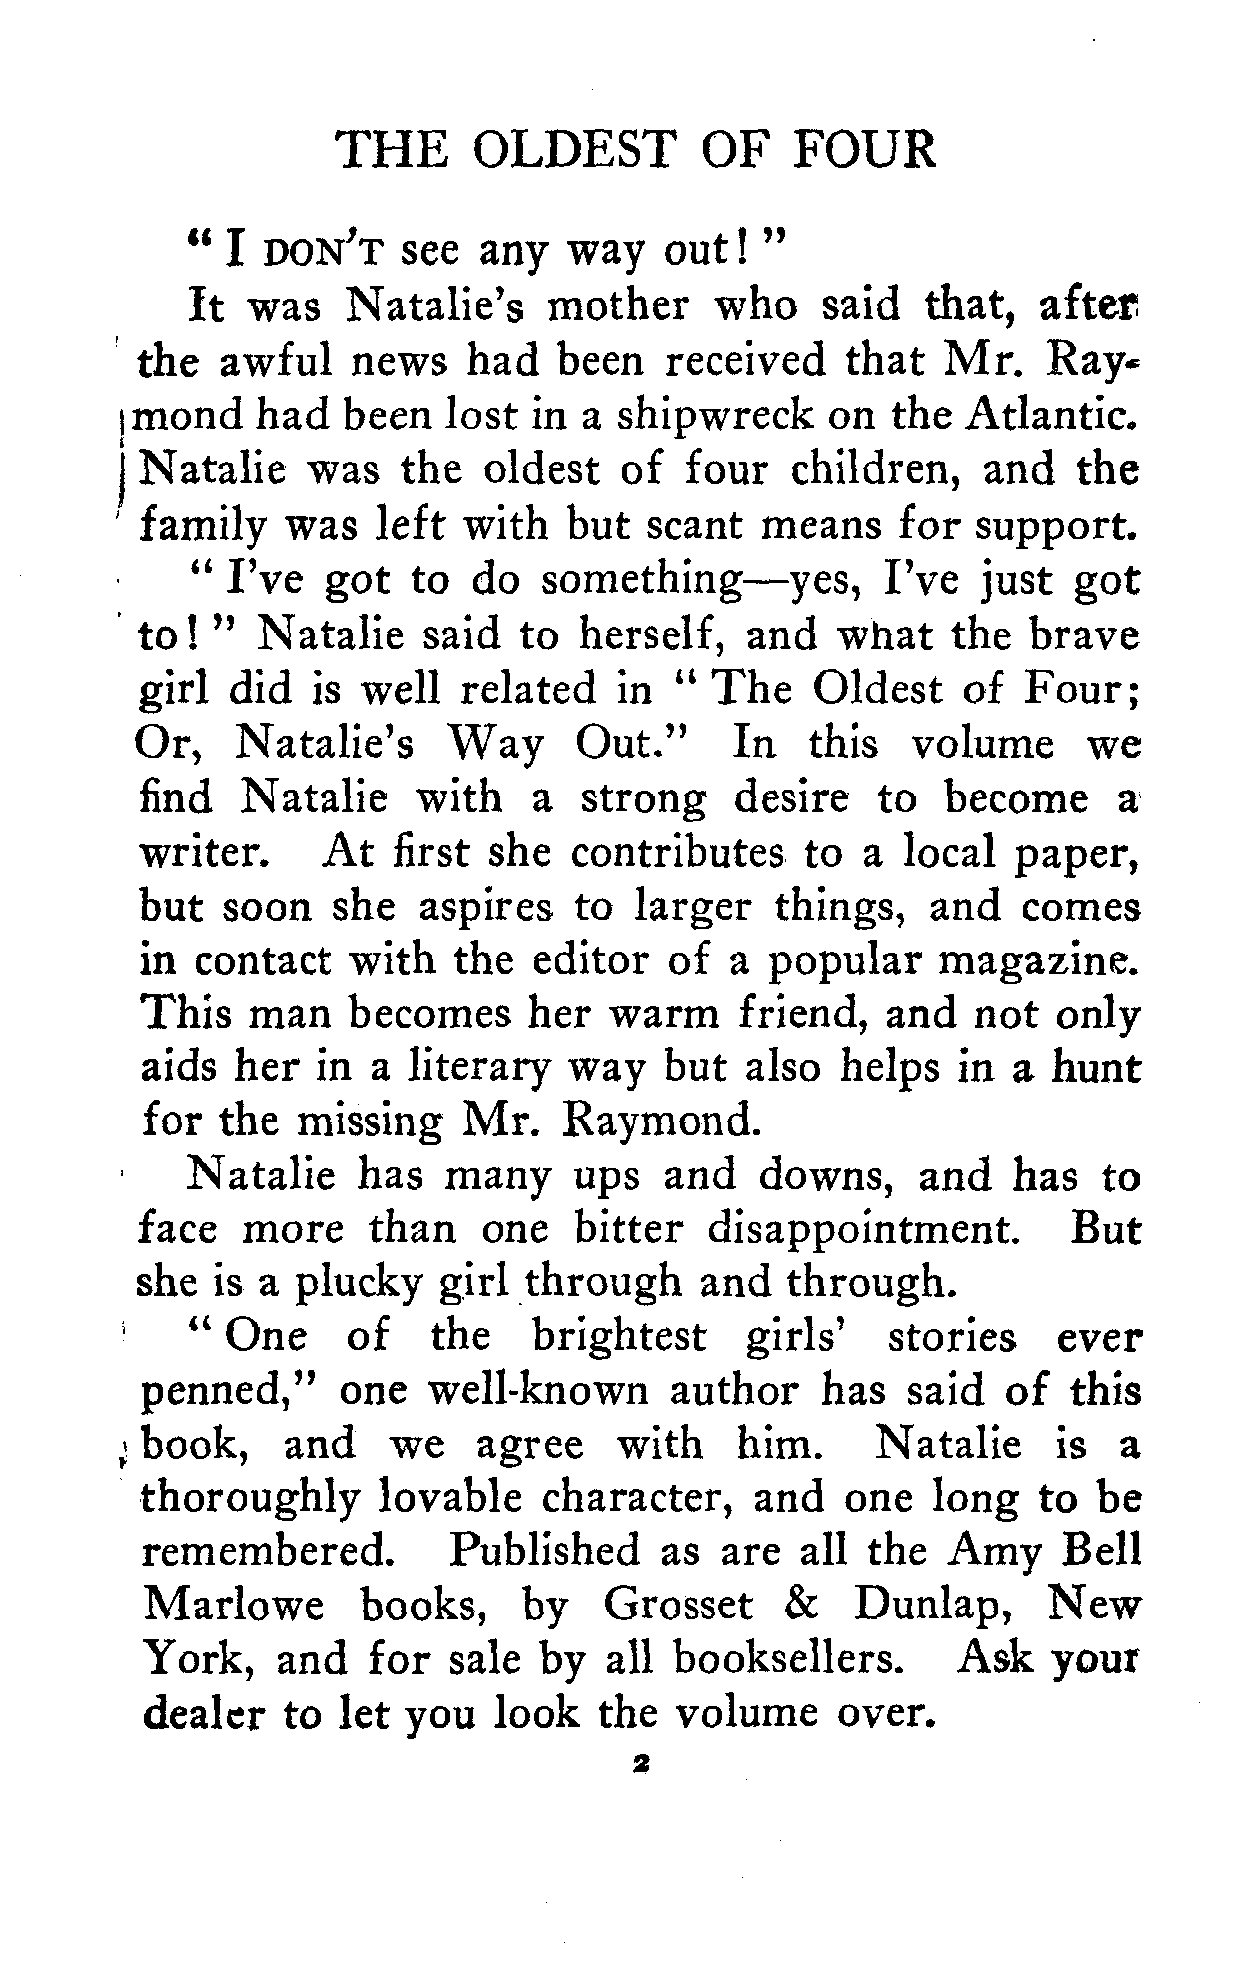 THE OLDEST OF FOUR
" I DON'T see any way out! "
It was Natalie's mother who said that, after
the awful news had been received that Mr. Ray-
mond had been lost in a shipwreck on the Atlantic.
Natalie was the oldest of four children, and the
family was left with but scant means for support.
" I've got to do something—yes, I've just got
to! " Natalie said to herself, and what the brave
girl did is well related in " The Oldest of Four;
Or, Natalie's Way Out." In this volume we
find Natalie with a strong desire to become a
writer. At first she contributes to a local paper,
but soon she aspires to larger things, and comes
in contact with the editor of a popular magazine.
This man becomes her warm friend, and not only
aids her in a literary way but also helps in a hunt
for the missing Mr. Raymond.
Natalie has many ups and downs, and has to
face more than one bitter disappointment. But
she is a plucky girl through and through.
" One of the brightest girls' stories ever
penned," one well-known author has said of this
book, and we agree with him. Natalie is a
thoroughly lovable character, and one long to be
remembered. Published as are all the Amy Bell
Marlowe books, by Grosset & Dunlap, New
York, and for sale by all booksellers. Ask your
dealer to let you look the volume over.
2